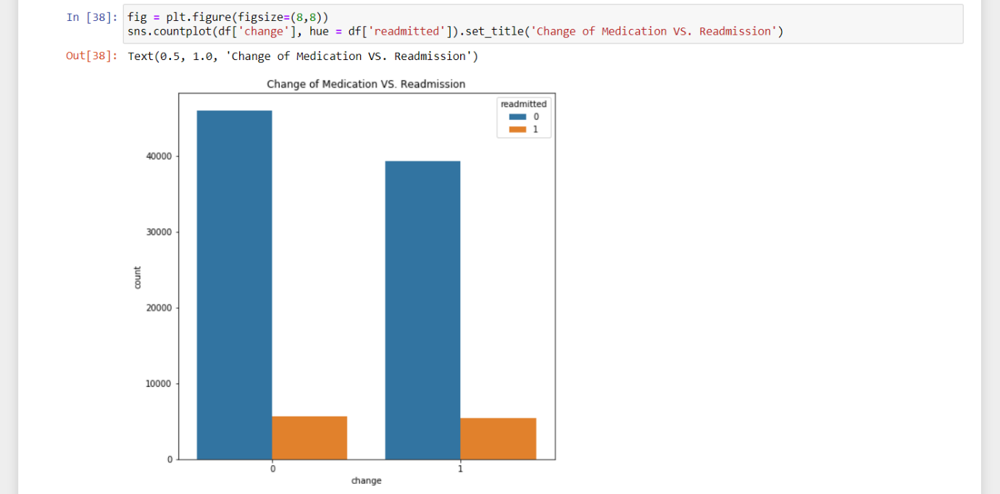 In [38]: fig = plt.figure(figsize=(8,8))
sns.countplot(df['change'], hue = df['readmitted']).set_title('Change of Medication VS. Readmission')
Out[38]: Text(0.5, 1.0, 'Change of Medication VS. Readmission')
Change of Medication VS. Readmission
readmitted
0
1
40000
30000
20000
10000
0
count
0 1
change